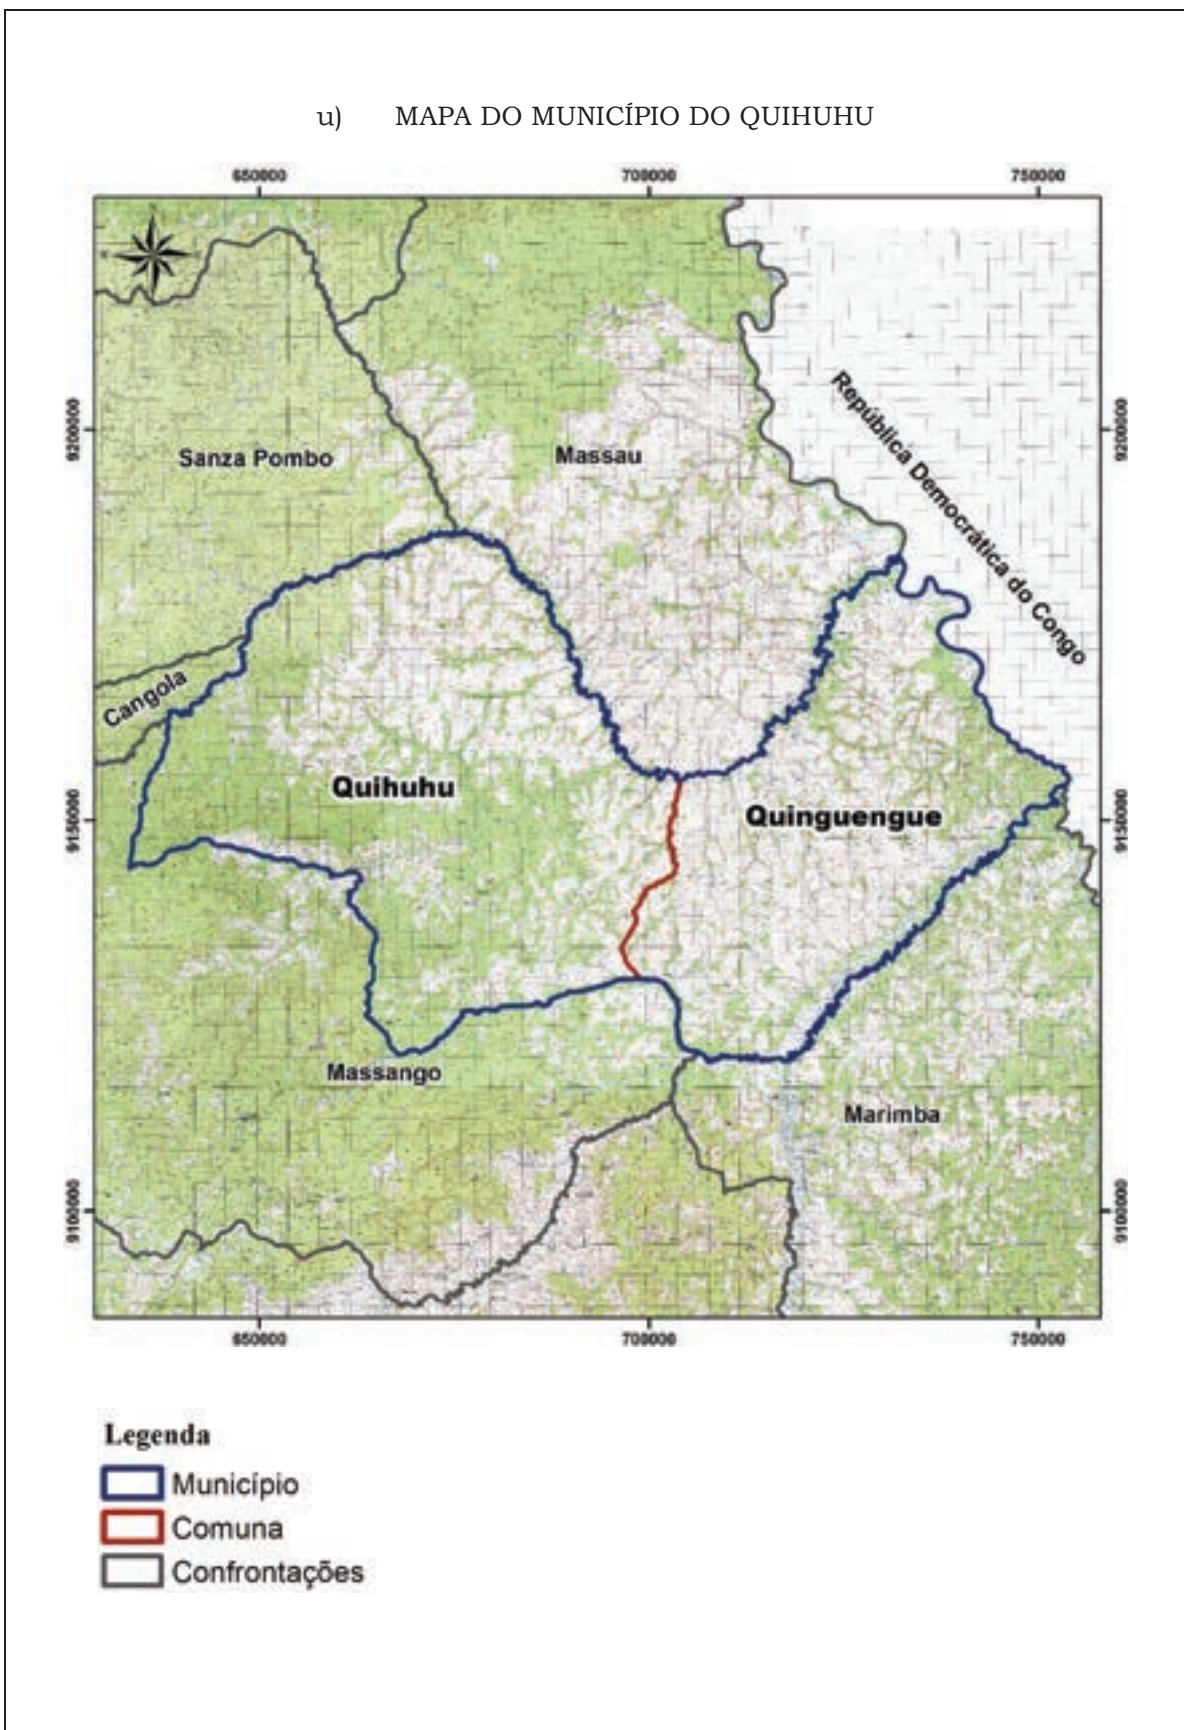 u) MAPA DO MUNICÍPIO DO QUIHUHU
650000 700000 750000
9200000 9200000
República Democrática do Congo
Sanza Pombo
Massau
Cangola
Quihuhu
Quinguengue
9150000 9150000
Massango
Marimba
9100000 9100000
650000 700000 750000
Legenda
Município
Comuna
Confrontações